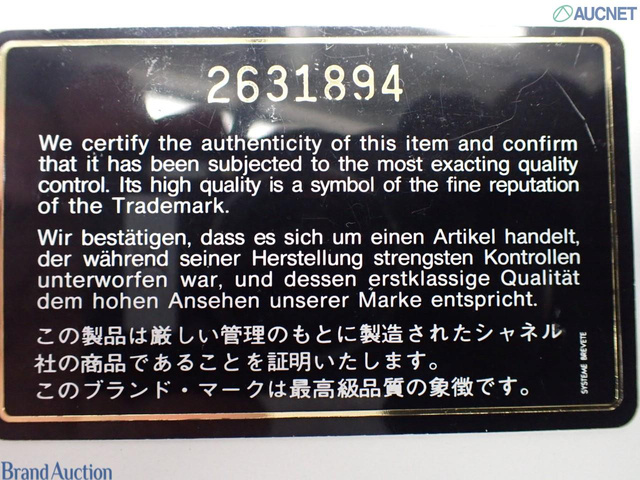 AUCNET
2631894
We certify the authenticity of this item and confirm
that it has been subjected to the most exacting quality
control. Its high quality is a symbol of the fine reputation
of the Trademark.
Wir bestätigen, dass es sich um einen Artikel handelt,
der während seiner Herstellung strengsten Kontrollen
unterworfen war, und dessen erstklassige Qualität
dem hohen Ansehen unserer Marke entspricht.
この製品は厳しい管理のもとに製造されたシャネル
社の商品であることを証明いたします。
このブランド・マークは最高級品質の象徴です。
SYSTEME BREVETE
Brand Auction